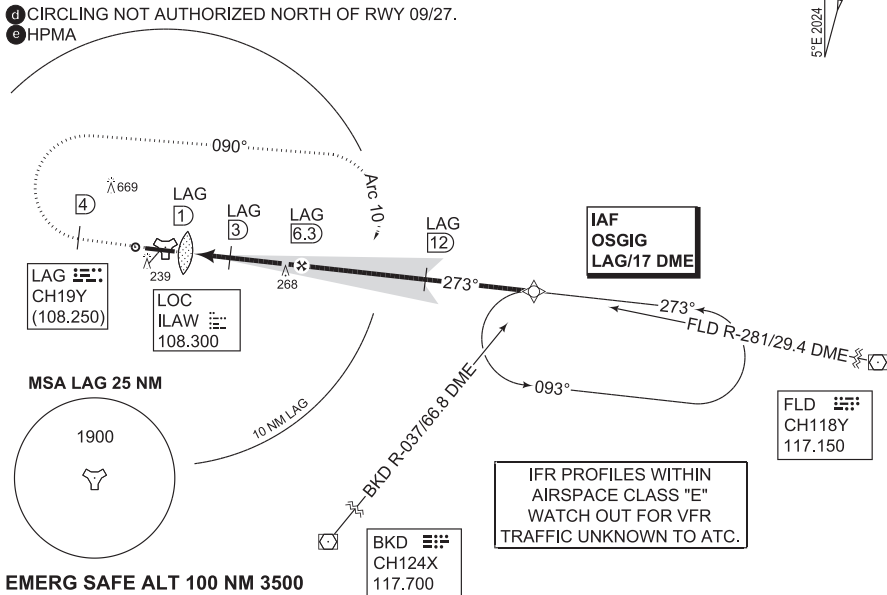 d CIRCLING NOT AUTHORIZED NORTH OF RWY 09/27.
e HPMA
5°E 2024
090°
669
4
LAG
1
LAG
3
LAG
6.3
Arc 10
LAG
12
IAF
OSGIG
LAG/17 DME
239
268
273°
273°
FLD R-281/29.4 DME
LAG
CH19Y
(108.250)
LOC
ILAW
108.300
093°
FLD
CH118Y
117.150
MSA LAG 25 NM
1900
10 NM LAG
BKD R-037/66.8 DME
IFR PROFILES WITHIN
AIRSPACE CLASS "E"
WATCH OUT FOR VFR
TRAFFIC UNKNOWN TO ATC.
BKD
CH124X
117.700
EMERG SAFE ALT 100 NM 3500